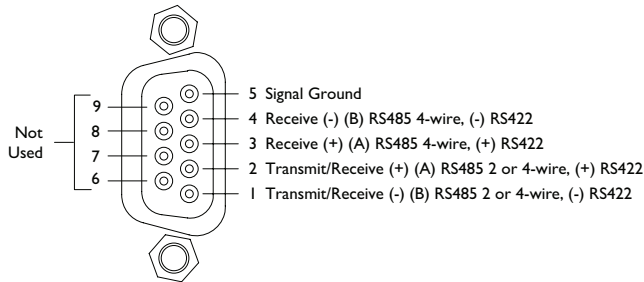 5 Signal Ground
4 Receive (-) (B) RS485 4-wire, (-) RS422
3 Receive (+) (A) RS485 4-wire, (+) RS422
2 Transmit/Receive (+) (A) RS485 2 or 4-wire, (+) RS422
1 Transmit/Receive (-) (B) RS485 2 or 4-wire, (-) RS422
9
8
7
6
Not
Used